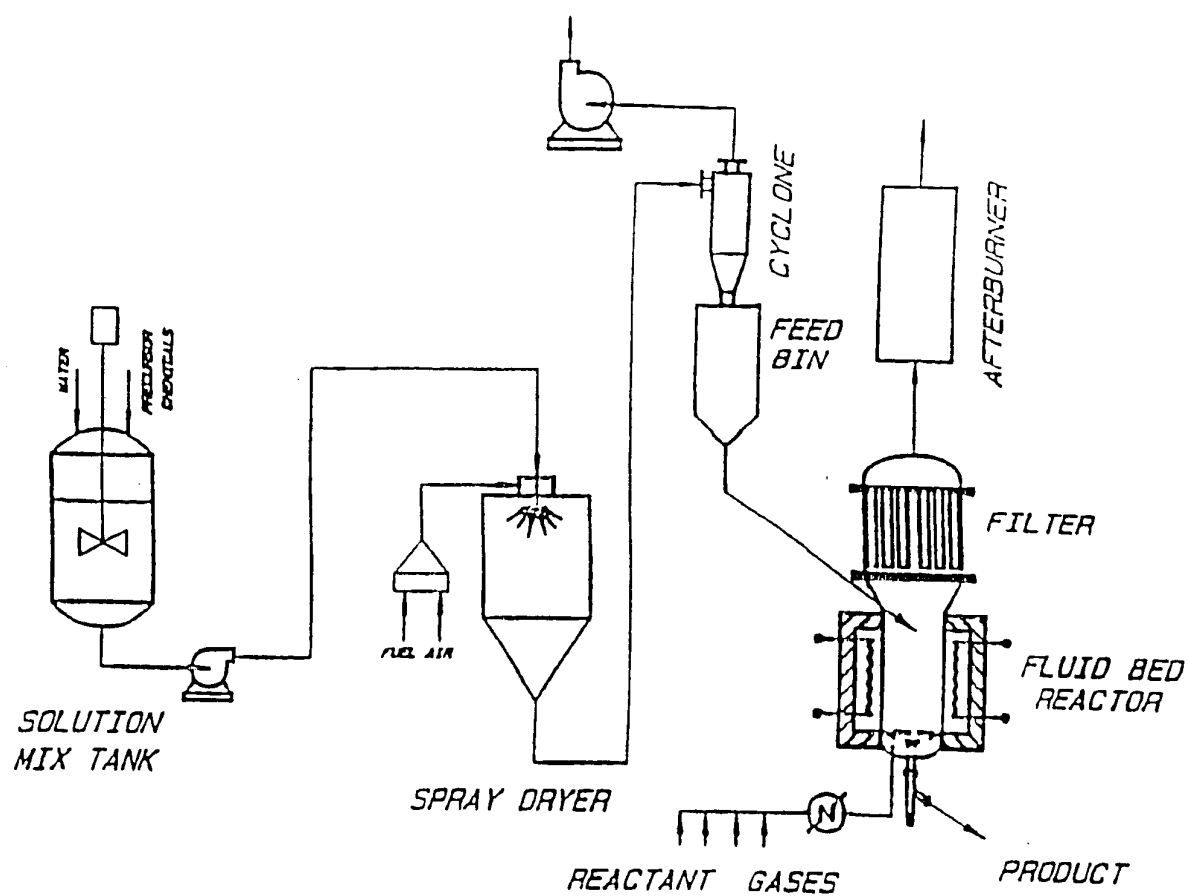 CYCLONE
AFTERBURNER
FEED
BIN
WATER
PRECURSOR
CHEMICALS
FILTER
FUEL AIR
FLUID BED
REACTOR
SOLUTION
MIX TANK
SPRAY DRYER
N
REACTANT GASES
PRODUCT